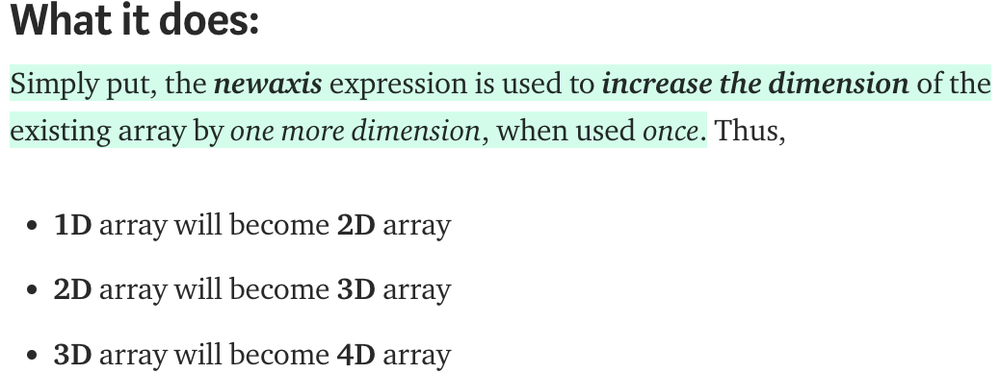 What it does:
Simply put, the newaxis expression is used to increase the dimension of the
existing array by one more dimension, when used once. Thus,
• 1D array will become 2D array
• 2D array will become 3D array
• 3D array will become 4D array